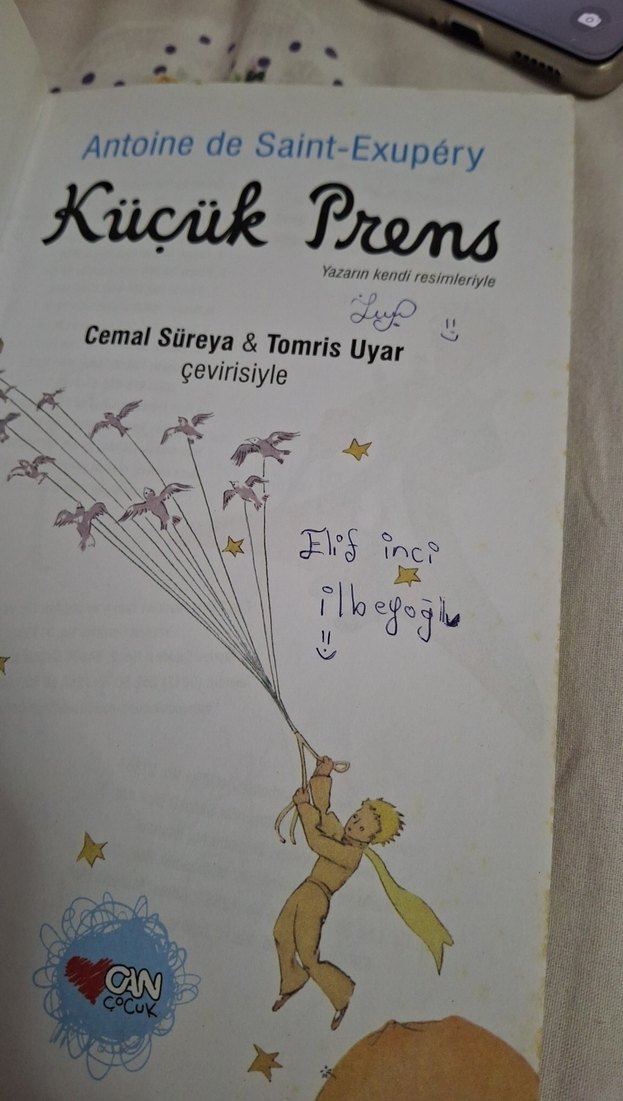 Antoine de Saint-Exupéry
Küçük Prens
Yazarın kendi resimleriyle
Cemal Süreya & Tomris Uyar
çevirisiyle
Elif inci
ilbeyoğlu
CAN
ÇOCUK